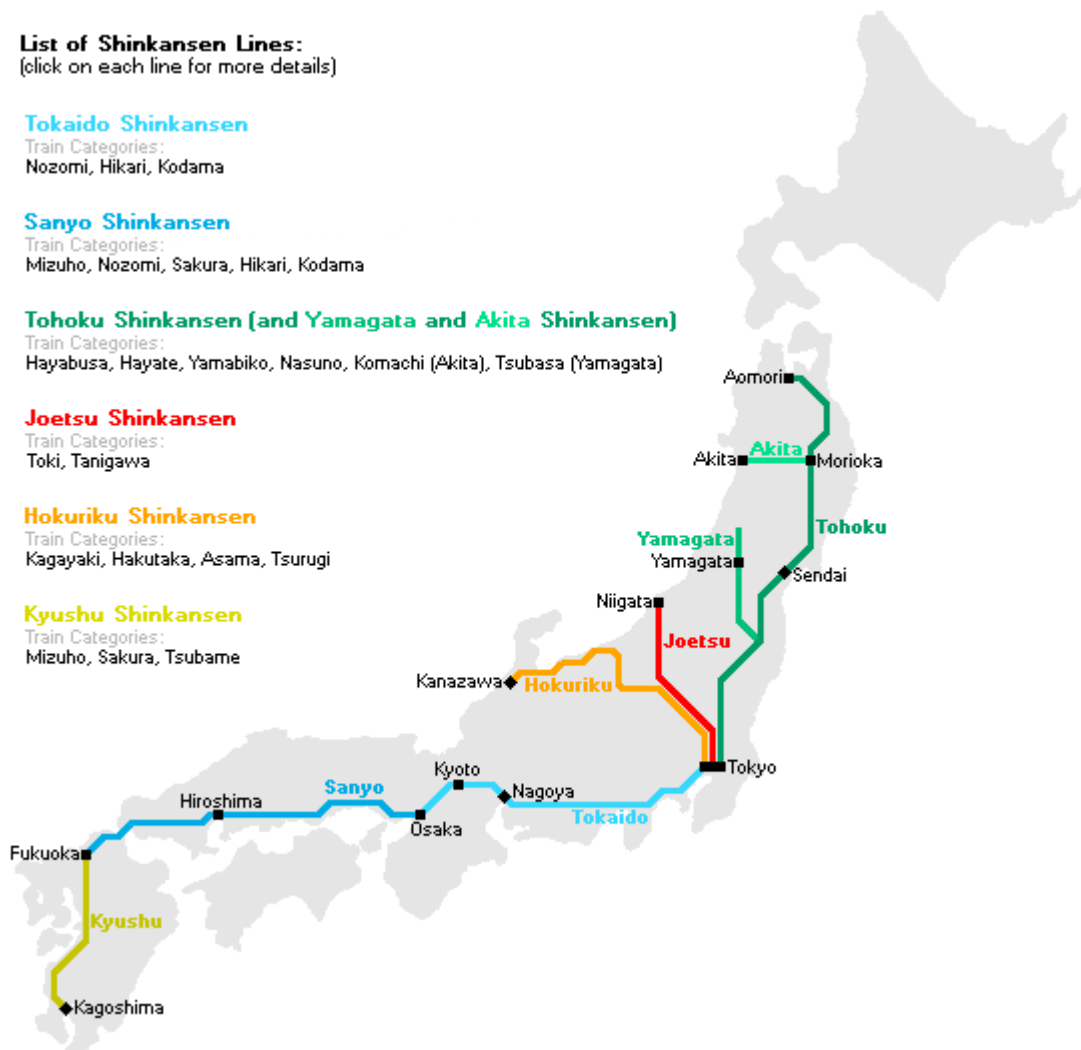 List of Shinkansen Lines:
(click on each line for more details)
Tokaido Shinkansen
Train Categories:
Nozomi, Hikari, Kodama
Sanyo Shinkansen
Train Categories:
Mizuho, Nozomi, Sakura, Hikari, Kodama
Tohoku Shinkansen (and Yamagata and Akita Shinkansen)
Train Categories:
Hayabusa, Hayate, Yamabiko, Nasuno, Komachi (Akita), Tsubasa (Yamagata)
Joetsu Shinkansen
Train Categories:
Toki, Tanigawa
Hokuriku Shinkansen
Train Categories:
Kagayaki, Hakutaka, Asama, Tsurugi
Kyushu Shinkansen
Train Categories:
Mizuho, Sakura, Tsubame
Aomori
Akita
Akita
Morioka
Tohoku
Yamagata
Yamagata
Sendai
Niigata
Joetsu
Kanazawa
Hokuriku
Tokyo
Kyoto
Nagoya
Sanyo
Hiroshima
Osaka
Tokaido
Fukuoka
Kyushu
Kagoshima